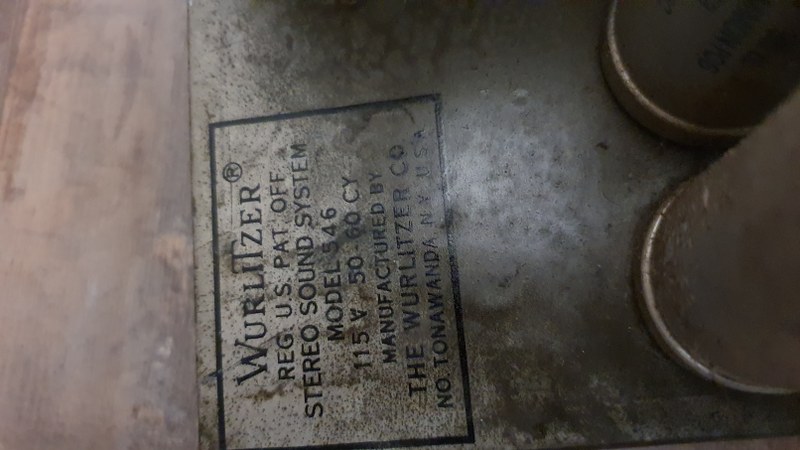 WURLITZER®
REG U.S. PAT. OFF.
STEREO SOUND SYSTEM
MODEL 546
115 V 50 60 CY
MANUFACTURED BY
THE WURLITZER CO
NO. TONAWANDA N Y U S A